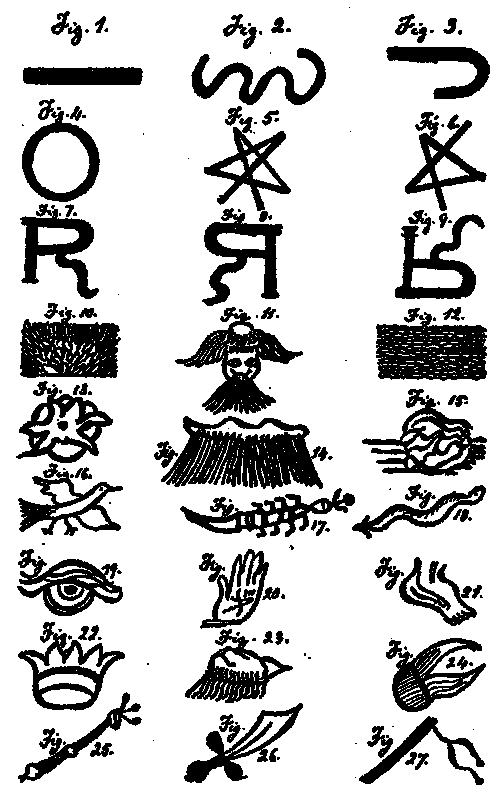 Fig. 1. Fig. 2. Fig. 3.
Fig. 4. Fig. 5. Fig. 6.
Fig. 7. Fig. 8. Fig. 9.
Fig. 10. Fig. 11. Fig. 12.
Fig. 13. Fig. 14. Fig. 15.
Fig. 16. Fig. 17. Fig. 18.
Fig. 19. Fig. 20. Fig. 21.
Fig. 22. Fig. 23. Fig. 24.
Fig. 25. Fig. 26. Fig. 27.